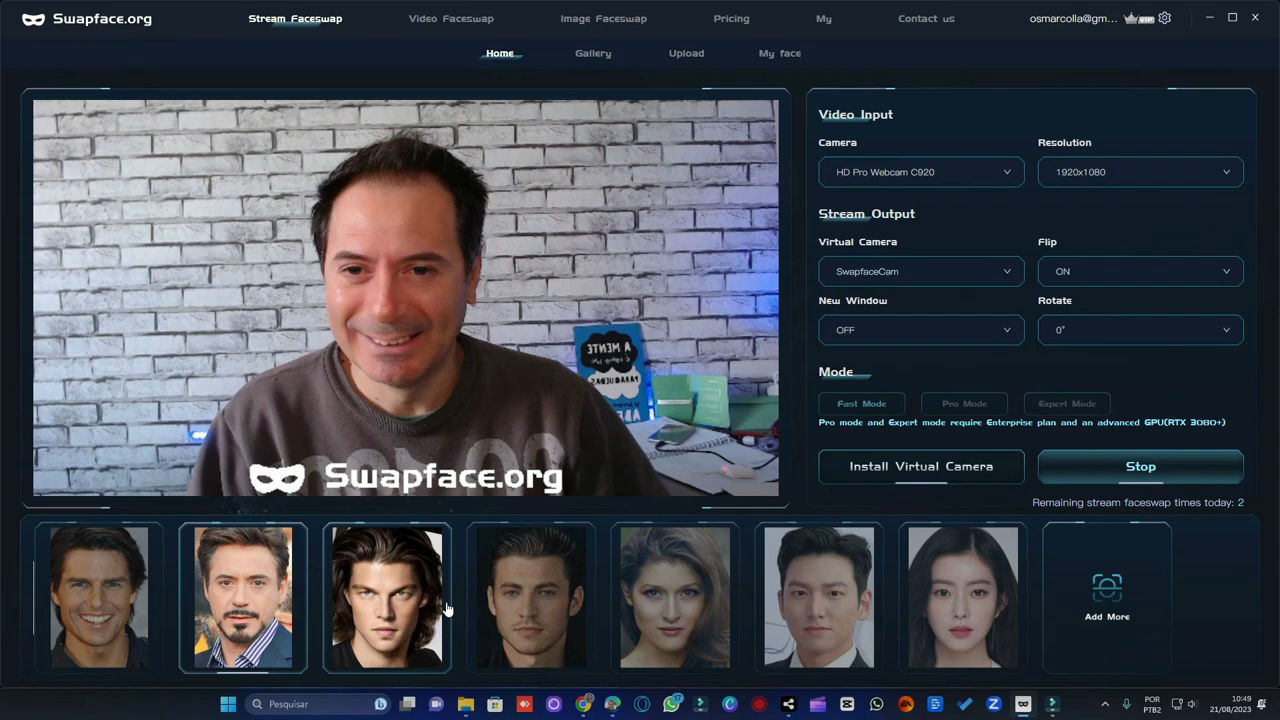 Swapface.org
Stream Faceswap
Video Faceswap
Image Faceswap
Pricing
My
Contact us
osmarcolla@gm...
VIP
Home
Gallery
Upload
My face
A MENTE
Swapface.org
Video Input
Camera
Resolution
HD Pro Webcam C920
1920x1080
Stream Output
Virtual Camera
Flip
SwapfaceCam
ON
New Window
Rotate
OFF
0°
Mode
Fast Mode
Pro Mode
Expert Mode
Pro mode and Expert mode require Enterprise plan and an advanced GPU(RTX 3080+)
Install Virtual Camera
Stop
Remaining stream faceswap times today: 2
Add More
Pesquisar
17
POR
PTB2
10:49
21/08/2023